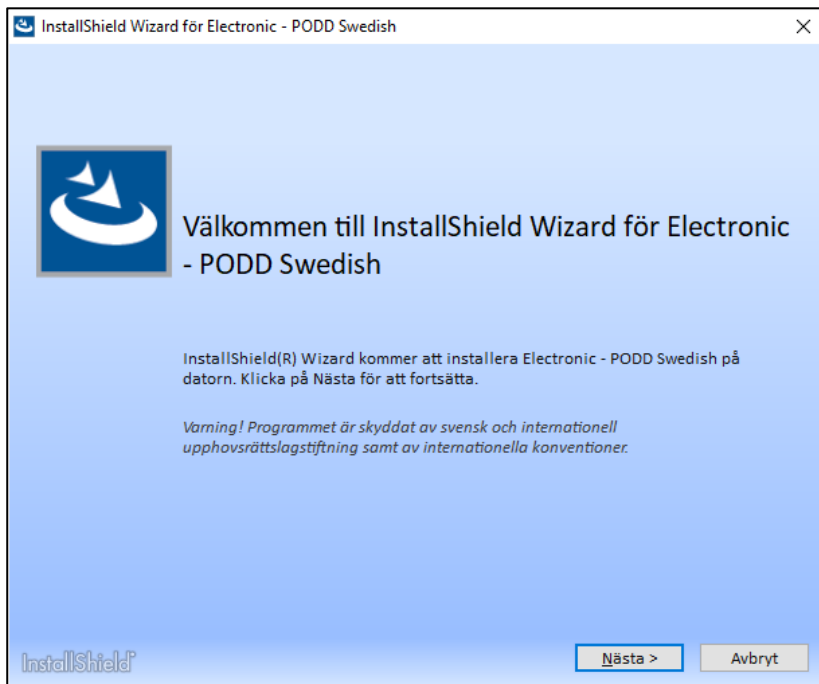 InstallShield Wizard för Electronic - PODD Swedish
Välkommen till InstallShield Wizard för Electronic
- PODD Swedish
InstallShield(R) Wizard kommer att installera Electronic - PODD Swedish på
datorn. Klicka på Nästa för att fortsätta.
Varning! Programmet är skyddat av svensk och internationell
upphovsrättslagstiftning samt av internationella konventioner.
InstallShield®
Nästa >
Avbryt